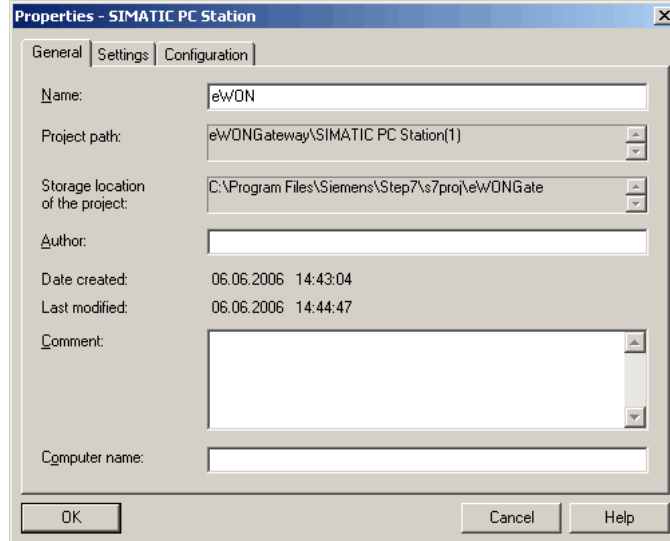 Properties - SIMATIC PC Station
General Settings Configuration
Name: eWON
Project path: eWONGateway\SIMATIC PC Station(1)
Storage location
of the project: C:\Program Files\Siemens\Step7\s7proj\eWONGate
Author:
Date created: 06.06.2006 14:43:04
Last modified: 06.06.2006 14:44:47
Comment:
Computer name:
OK Cancel Help